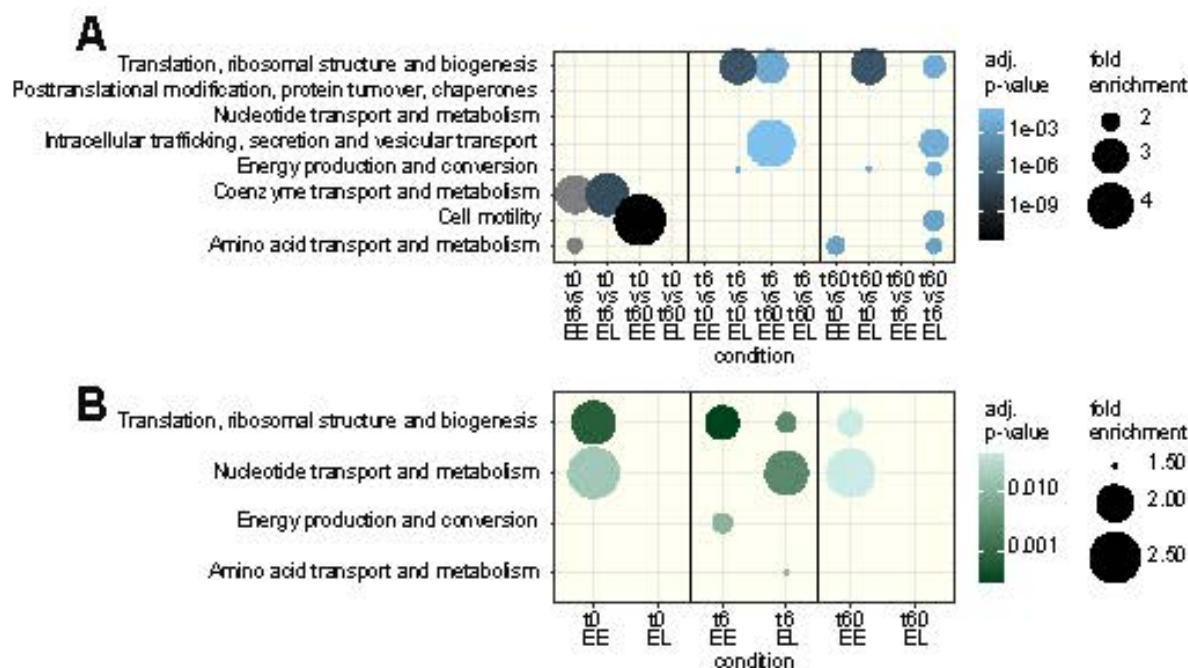 A
Translation, ribosomal structure and biogenesis
Posttranslational modification, protein turnover, chaperones
Nucleotide transport and metabolism
Intracellular trafficking, secretion and vesicular transport
Energy production and conversion
Coenzyme transport and metabolism
Cell motility
Amino acid transport and metabolism
t0 t0 t0 t0 t6 t6 t6 t6 t60 t60 t60 t60
vs vs vs vs vs vs vs vs vs vs vs vs
t6 t6 t60 t60 t0 t0 t60 t60 t0 t0 t6 t6
EE EL EE EL EE EL EE EL EE EL EE EL
condition
adj.
p-value
1e-03
1e-06
1e-09
fold
enrichment
2
3
4
B
Translation, ribosomal structure and biogenesis
Nucleotide transport and metabolism
Energy production and conversion
Amino acid transport and metabolism
t0 t0 t6 t6 t60 t60
EE EL EE EL EE EL
condition
adj.
p-value
0.010
0.001
fold
enrichment
1.50
2.00
2.50